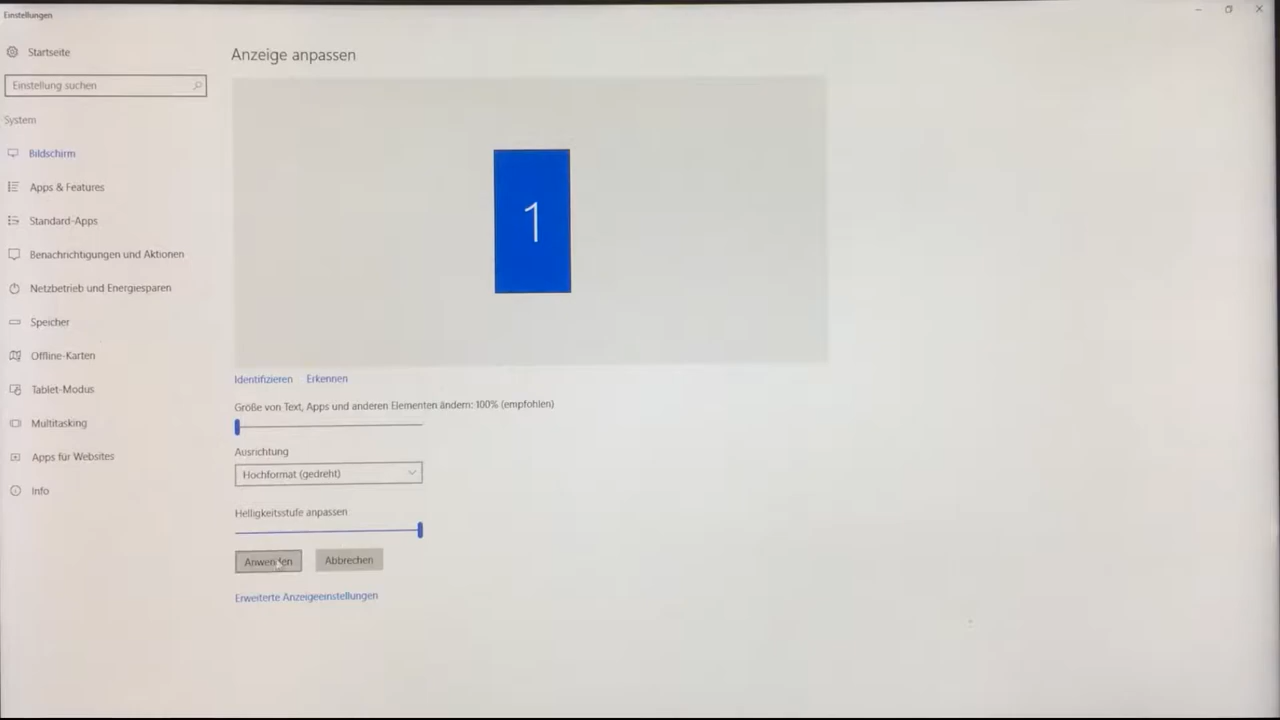 Einstellungen
Startseite
Einstellung suchen
System
Bildschirm
Apps & Features
Standard-Apps
Benachrichtigungen und Aktionen
Netzbetrieb und Energiesparen
Speicher
Offline-Karten
Tablet-Modus
Multitasking
Apps für Websites
Info
Anzeige anpassen
1
Identifizieren Erkennen
Größe von Text, Apps und anderen Elementen ändern: 100% (empfohlen)
Ausrichtung
Hochformat (gedreht)
Helligkeitsstufe anpassen
Anwenden Abbrechen
Erweiterte Anzeigeeinstellungen